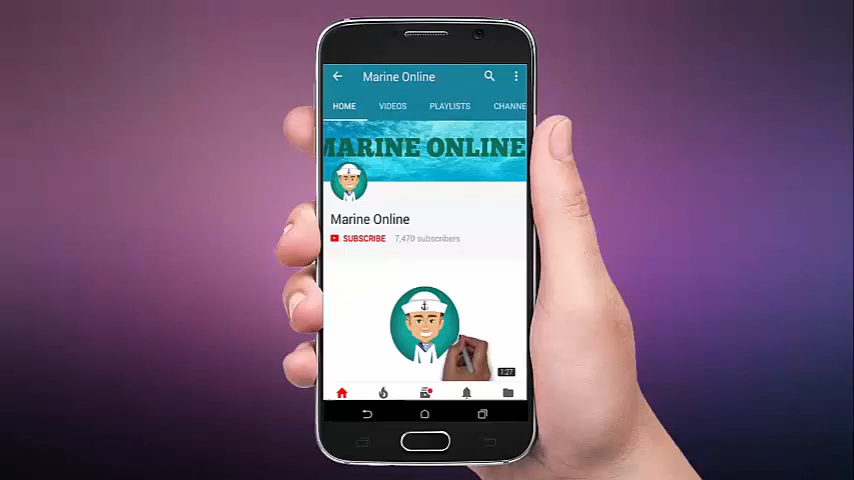 Marine Online
HOME VIDEOS PLAYLISTS CHANNE
MARINE ONLINE
Marine Online
SUBSCRIBE 7,470 subscribers
1:27